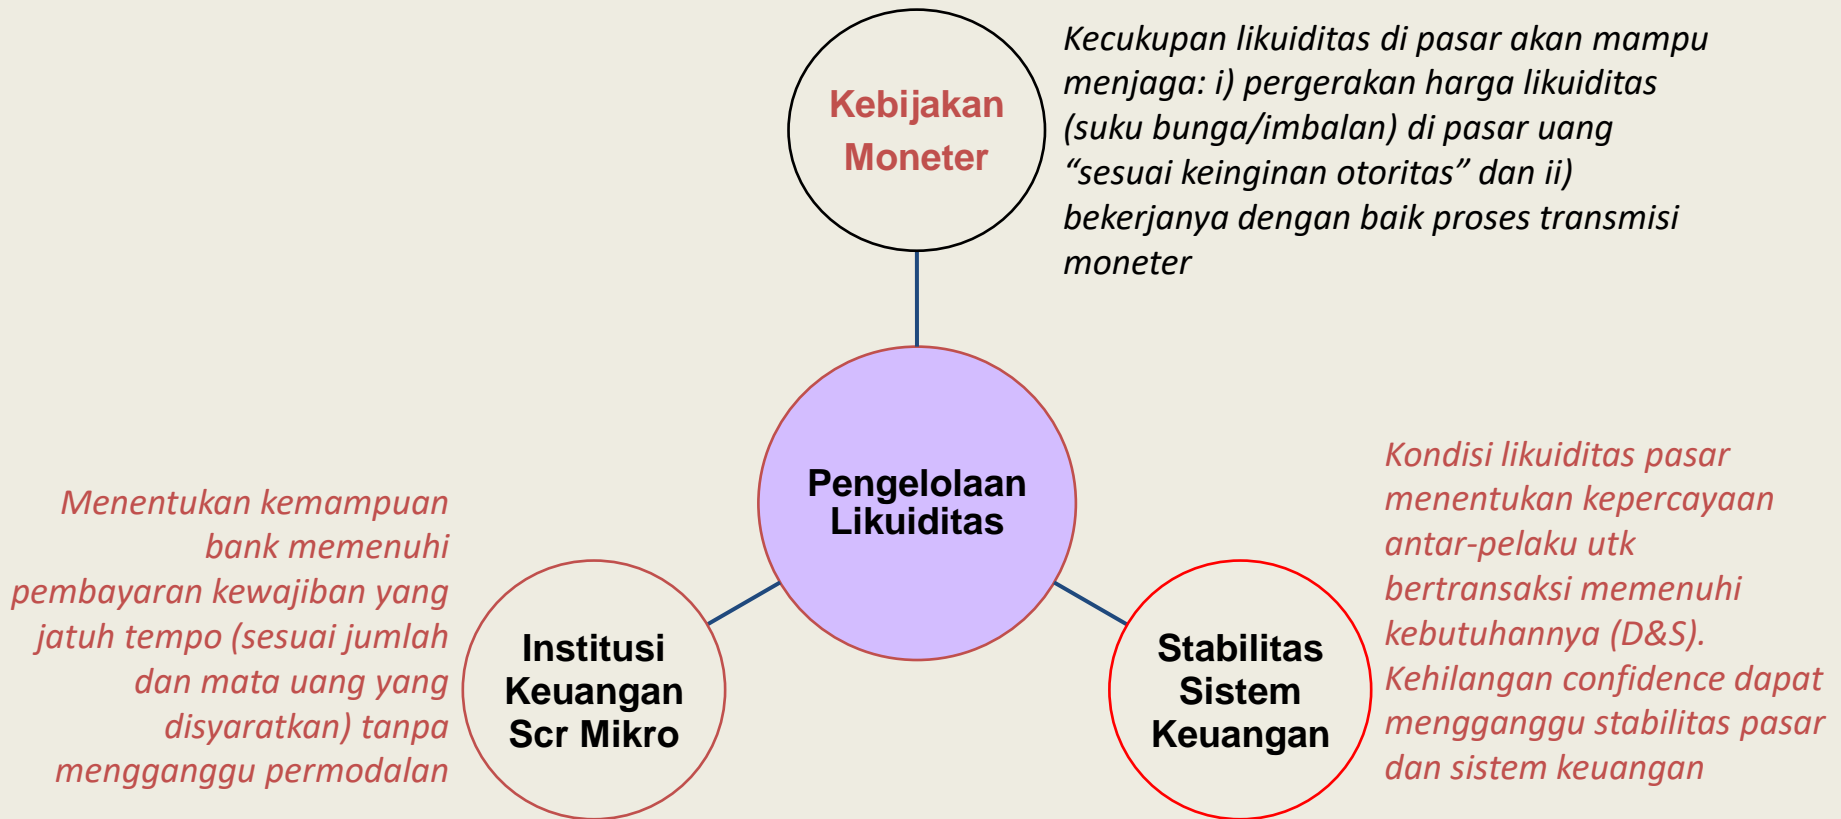 Kebijakan
Moneter
Kecukupan likuiditas di pasar akan mampu
menjaga: i) pergerakan harga likuiditas
(suku bunga/imbalan) di pasar uang
“sesuai keinginan otoritas” dan ii)
bekerjanya dengan baik proses transmisi
moneter
Pengelolaan
Likuiditas
Menentukan kemampuan
bank memenuhi
pembayaran kewajiban yang
jatuh tempo (sesuai jumlah
dan mata uang yang
disyaratkan) tanpa
mengganggu permodalan
Institusi
Keuangan
Scr Mikro
Stabilitas
Sistem
Keuangan
Kondisi likuiditas pasar
menentukan kepercayaan
antar-pelaku utk
bertransaksi memenuhi
kebutuhannya (D&S).
Kehilangan confidence dapat
mengganggu stabilitas pasar
dan sistem keuangan